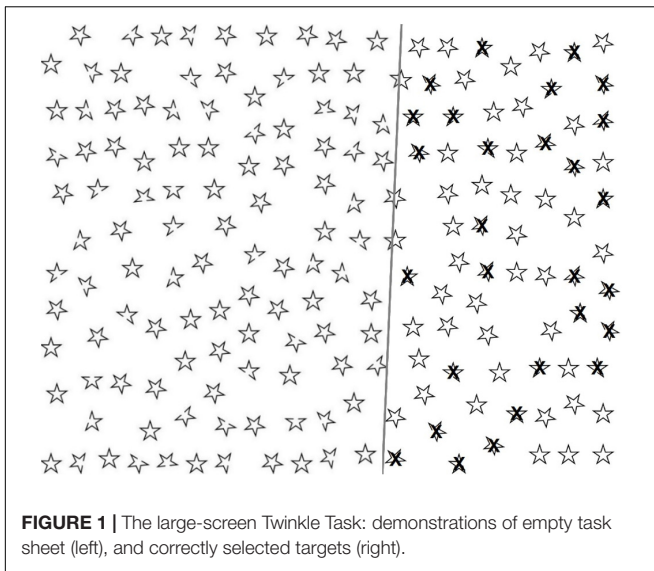 FIGURE 1 | The large-screen Twinkle Task: demonstrations of empty task
sheet (left), and correctly selected targets (right).